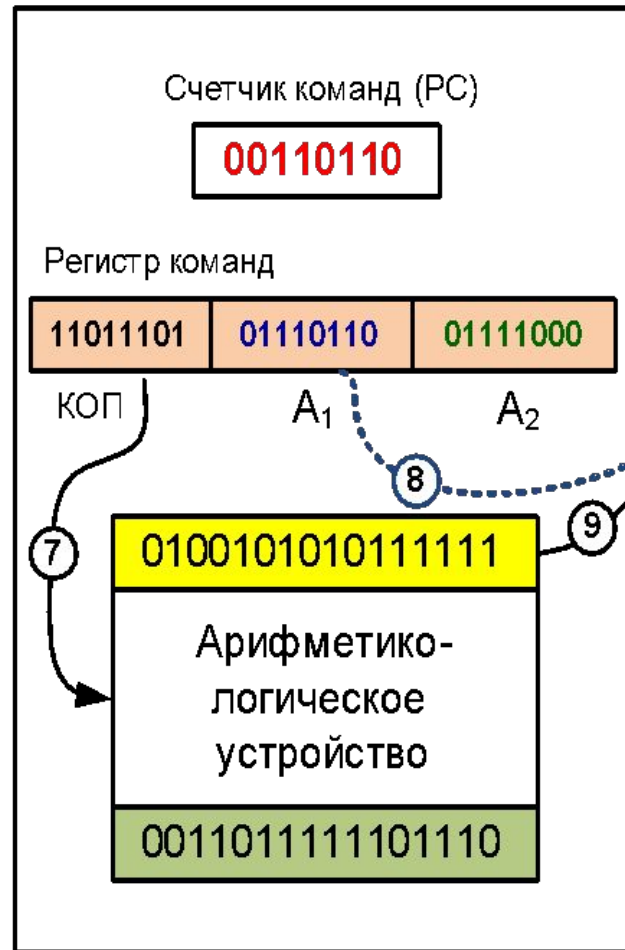 Счетчик команд (PC)
00110110
Регистр команд
11011101 01110110 01111000
КОП A1 A2
8
9
7
0100101010111111
Арифметико-
логическое
устройство
0011011111101110